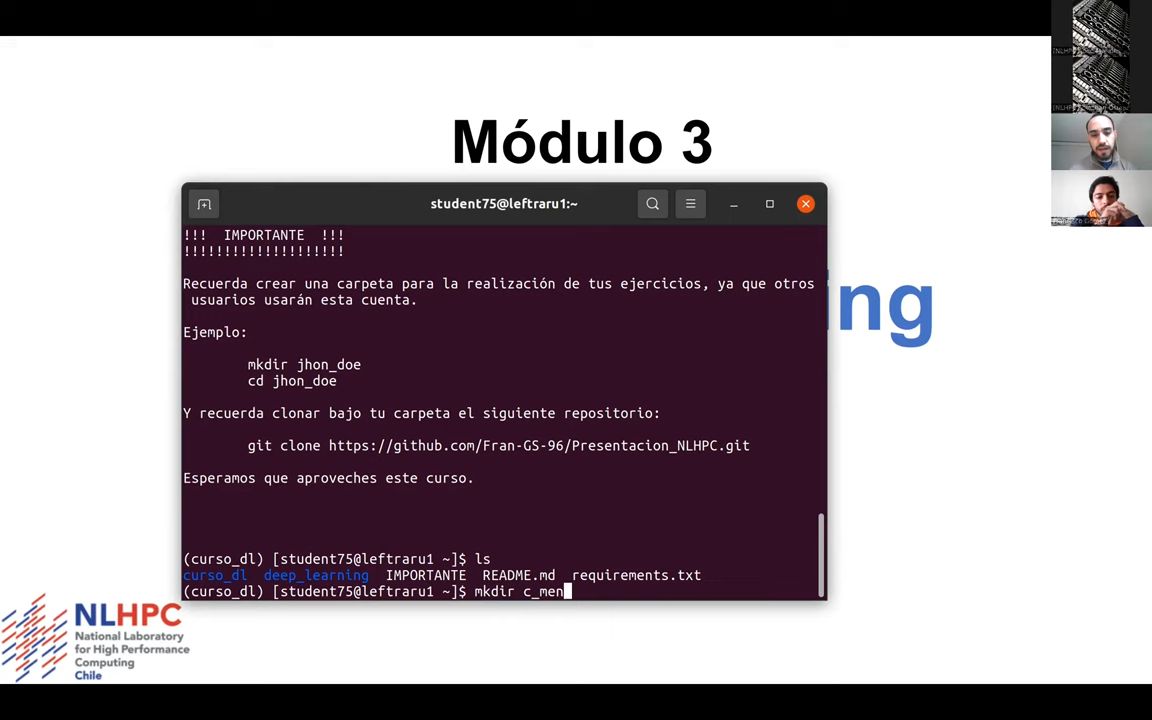 Módulo 3
ing
student75@leftraru1:~
!!!  IMPORTANTE  !!!
!!!!!!!!!!!!!!!!!!!!
Recuerda crear una carpeta para la realización de tus ejercicios, ya que otros
usuarios usarán esta cuenta.
Ejemplo:
mkdir jhon_doe
cd jhon_doe
Y recuerda clonar bajo tu carpeta el siguiente repositorio:
git clone https://github.com/Fran-GS-96/Presentacion_NLHPC.git
Esperamos que aproveches este curso.
(curso_dl) [student75@leftraru1 ~]$ ls
curso_dl  deep_learning  IMPORTANTE  README.md  requirements.txt
(curso_dl) [student75@leftraru1 ~]$ mkdir c_men
NLHPC
National Laboratory
for High Performance
Computing
Chile